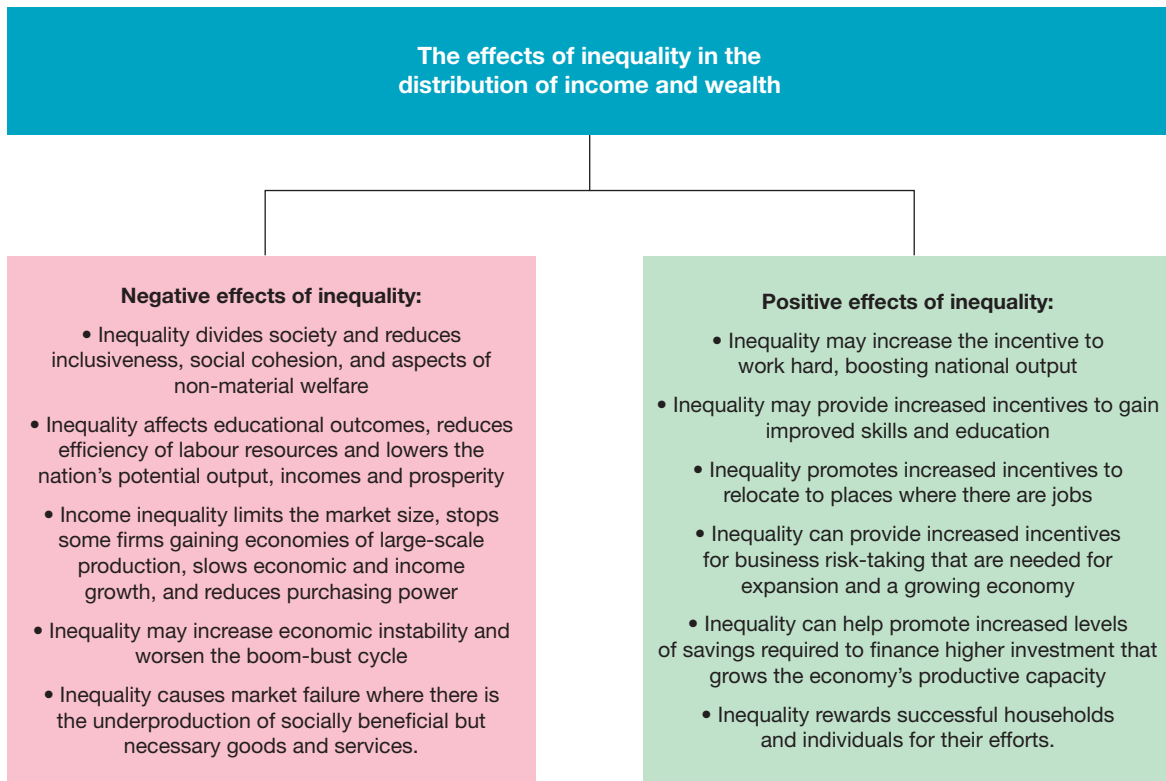 The effects of inequality in the
distribution of income and wealth
Negative effects of inequality:
• Inequality divides society and reduces
inclusiveness, social cohesion, and aspects of
non-material welfare
• Inequality affects educational outcomes, reduces
efficiency of labour resources and lowers the
nation’s potential output, incomes and prosperity
• Income inequality limits the market size, stops
some firms gaining economies of large-scale
production, slows economic and income
growth, and reduces purchasing power
• Inequality may increase economic instability and
worsen the boom-bust cycle
• Inequality causes market failure where there is
the underproduction of socially beneficial but
necessary goods and services.
Positive effects of inequality:
• Inequality may increase the incentive to
work hard, boosting national output
• Inequality may provide increased incentives to gain
improved skills and education
• Inequality promotes increased incentives to
relocate to places where there are jobs
• Inequality can provide increased incentives
for business risk-taking that are needed for
expansion and a growing economy
• Inequality can help promote increased levels
of savings required to finance higher investment that
grows the economy’s productive capacity
• Inequality rewards successful households
and individuals for their efforts.